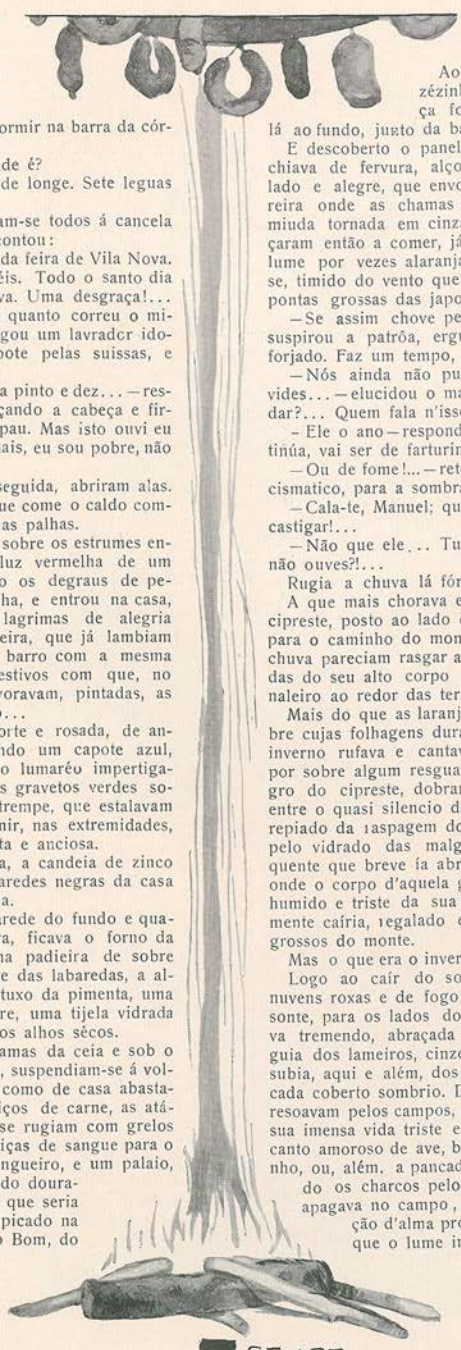 ormir na barra da cór-
de é?
de longe. Sete leguas
am-se todos á cancela
contou:
da feira de Vila Nova.
éis. Todo o santo dia
va. Uma desgraça!...
quanto correu o mi-
gou um lavrador ido-
pote pelas suissas, e
a pinto e dez...—res-
çando a cabeça e fir-
pau. Mas isto ouvi eu
ais, eu sou pobre, não
seguida, abriram alas.
ue come o caldo com-
as palhas.
sobre os estrumes en-
luz vermelha de um
o os degraus de pe-
ha, e entrou na casa,
lagrimas de alegria
eira, que já lambiam
barro com a mesma
estivos com que, no
voravam, pintadas, as
o...
orte e rosada, de an-
ndo um capote azul,
o lumaréo impertiga-
s gravetos verdes so-
trempe, que estalavam
nir, nas extremidades,
ta e anciosa.
a, a candeia de zinco
aredes negras da casa
a.
arede do fundo e qua-
va, ficava o forno da
na padieira de sobre
e das labaredas, a al-
tuxo da pimenta, uma
re, uma tijela vidrada
os alhos sêcos.
amas da ceia e sob o
, suspendiam-se á vol-
como de casa abasta-
iços de carne, as atá-
se rugiam com grelos
iças de sangue para o
ngueiro, e um palaio,
do doura-
que seria
picado na
o Bom, do
Ao
zézinh
ça fo
lá ao fundo, junto da ba
E descoberto o panel
chiava de fervura, alço
lado e alegre, que envo
reira onde as chamas
miuda tornada em cinza
çaram então a comer, já
lume por vezes alaranja
se, timido do vento que
pontas grossas das japo
—Se assim chove pe
suspirou a patrôa, ergu
forjado. Faz um tempo,
—Nós ainda não pu
vides...—elucidou o ma
dar?... Quem fala n'iss
- Ele o ano—respond
tinúa, vai ser de farturin
—Ou de fome!...—ret
cismatico, para a sombra
—Cala-te, Manuel; qu
castigar!...
—Não que ele... Tu
não ouves?!...
Rugia a chuva lá fór
A que mais chorava e
cipreste, posto ao lado
para o caminho do mon
chuva pareciam rasgar a
das do seu alto corpo
naleiro ao redor das ter
Mais do que as laranj
bre cujas folhagens dura
inverno rufava e cantav
por sobre algum resgua
gro do cipreste, dobran
entre o quasi silencio d
repiado da raspagem do
pelo vidrado das malg
quente que breve ía abr
onde o corpo d'aquela g
humido e triste da sua
mente caíria, regalado
grossos do monte.
Mas o que era o inver
Logo ao caír do so
nuvens roxas e de fogo
sonte, para os lados do
va tremendo, abraçada
guia dos lameiros, cinze
subia, aqui e além, dos
cada coberto sombrio. D
resoavam pelos campos,
sua imensa vida triste e
canto amoroso de ave, b
nho, ou, além. a pancad
do os charcos pelo
apagava no campo,
ção d'alma pro
que o lume in